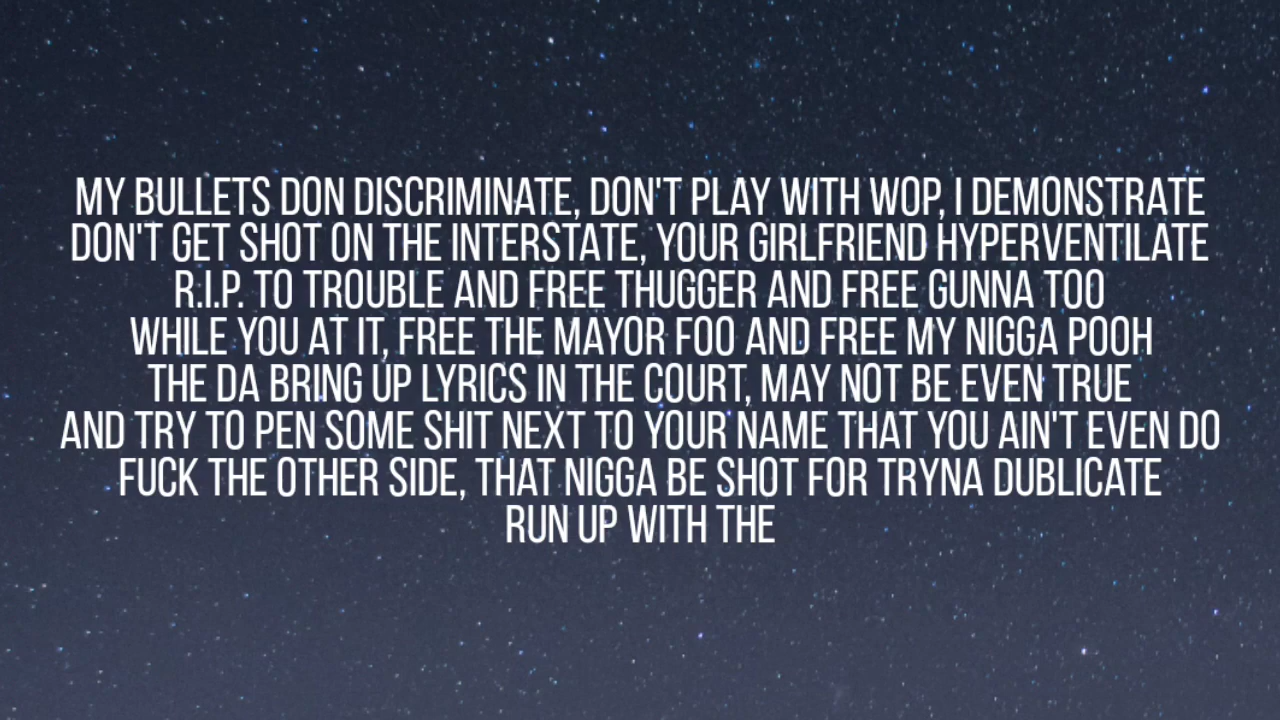 MY BULLETS DON DISCRIMINATE, DON'T PLAY WITH WOP, I DEMONSTRATE
DON'T GET SHOT ON THE INTERSTATE, YOUR GIRLFRIEND HYPERVENTILATE
R.I.P. TO TROUBLE AND FREE THUGGER AND FREE GUNNA TOO
WHILE YOU AT IT, FREE THE MAYOR FOO AND FREE MY NIGGA POOH
THE DA BRING UP LYRICS IN THE COURT, MAY NOT BE EVEN TRUE
AND TRY TO PEN SOME SHIT NEXT TO YOUR NAME THAT YOU AIN'T EVEN DO
FUCK THE OTHER SIDE, THAT NIGGA BE SHOT FOR TRYNA DUBLICATE
RUN UP WITH THE